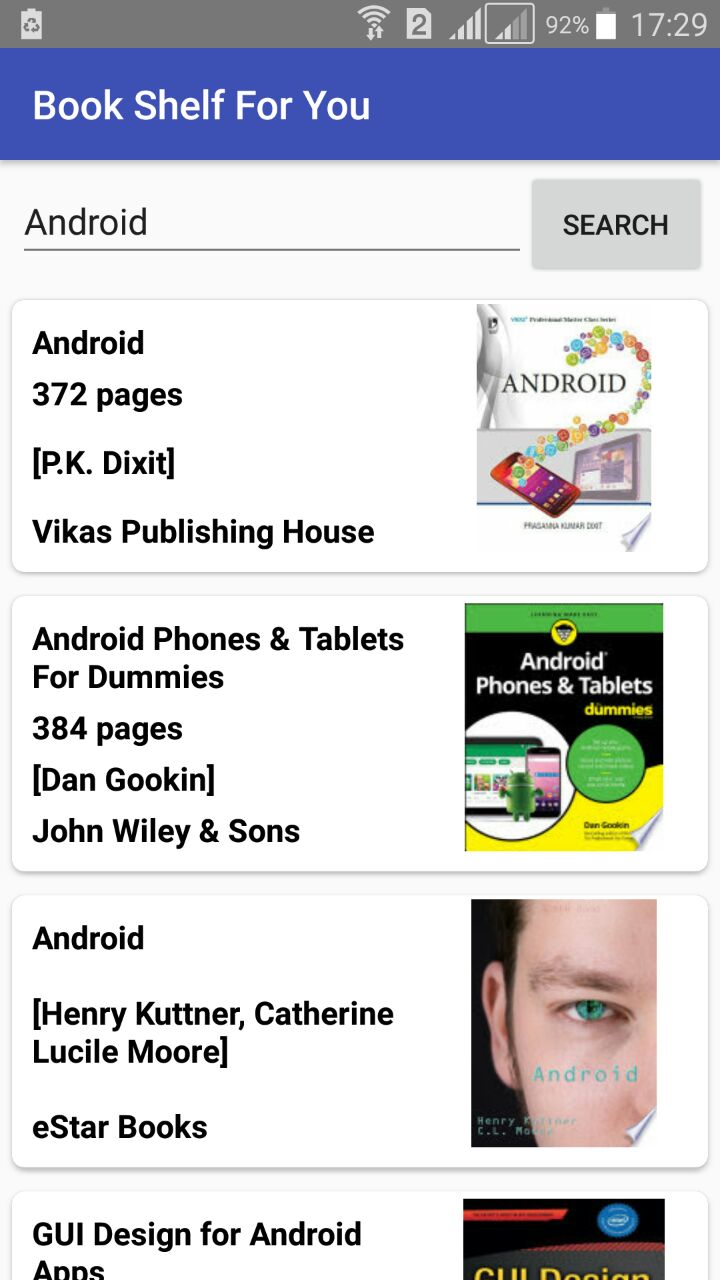 2
92%
17:29
Book Shelf For You
Android
SEARCH
Android
372 pages
[P.K. Dixit]
Vikas Publishing House
VIKAS® Professional Master Class Series
ANDROID
PRASANNA KUMAR DIXIT
Android Phones & Tablets
For Dummies
384 pages
[Dan Gookin]
John Wiley & Sons
LEARNING MADE EASY
Android®
Phones & Tablets
dummies
Dan Gookin
Android
[Henry Kuttner, Catherine
Lucile Moore]
eStar Books
Android
Henry Kuttner
C.L. Moore
GUI Design for Android
Apps
intel
GUI Design